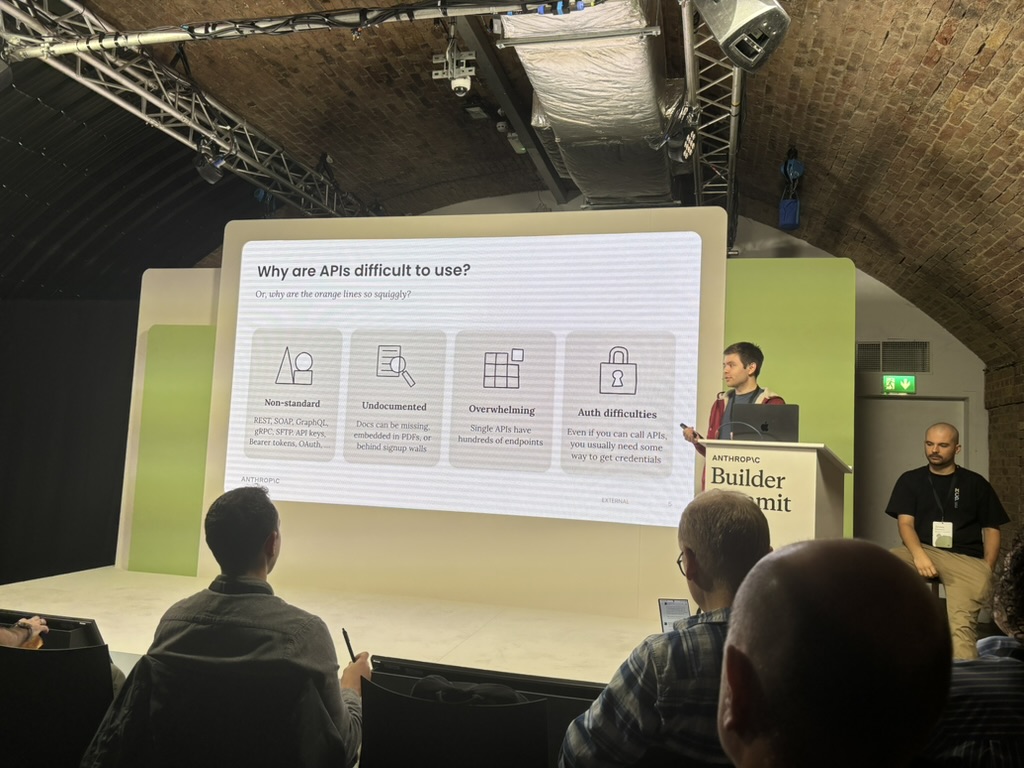 Why are APIs difficult to use?
Or, why are the orange lines so squiggly?
Non-standard
REST, SOAP, GraphQL,
gRPC, SFTP, API keys,
Bearer tokens, OAuth,
Undocumented
Docs can be missing,
embedded in PDFs, or
behind signup walls
Overwhelming
Single APIs have
hundreds of endpoints
Auth difficulties
Even if you can call APIs,
you usually need some
way to get credentials
ANTHROP\C
EXTERNAL
ANTHROP\C
Builder
mmit